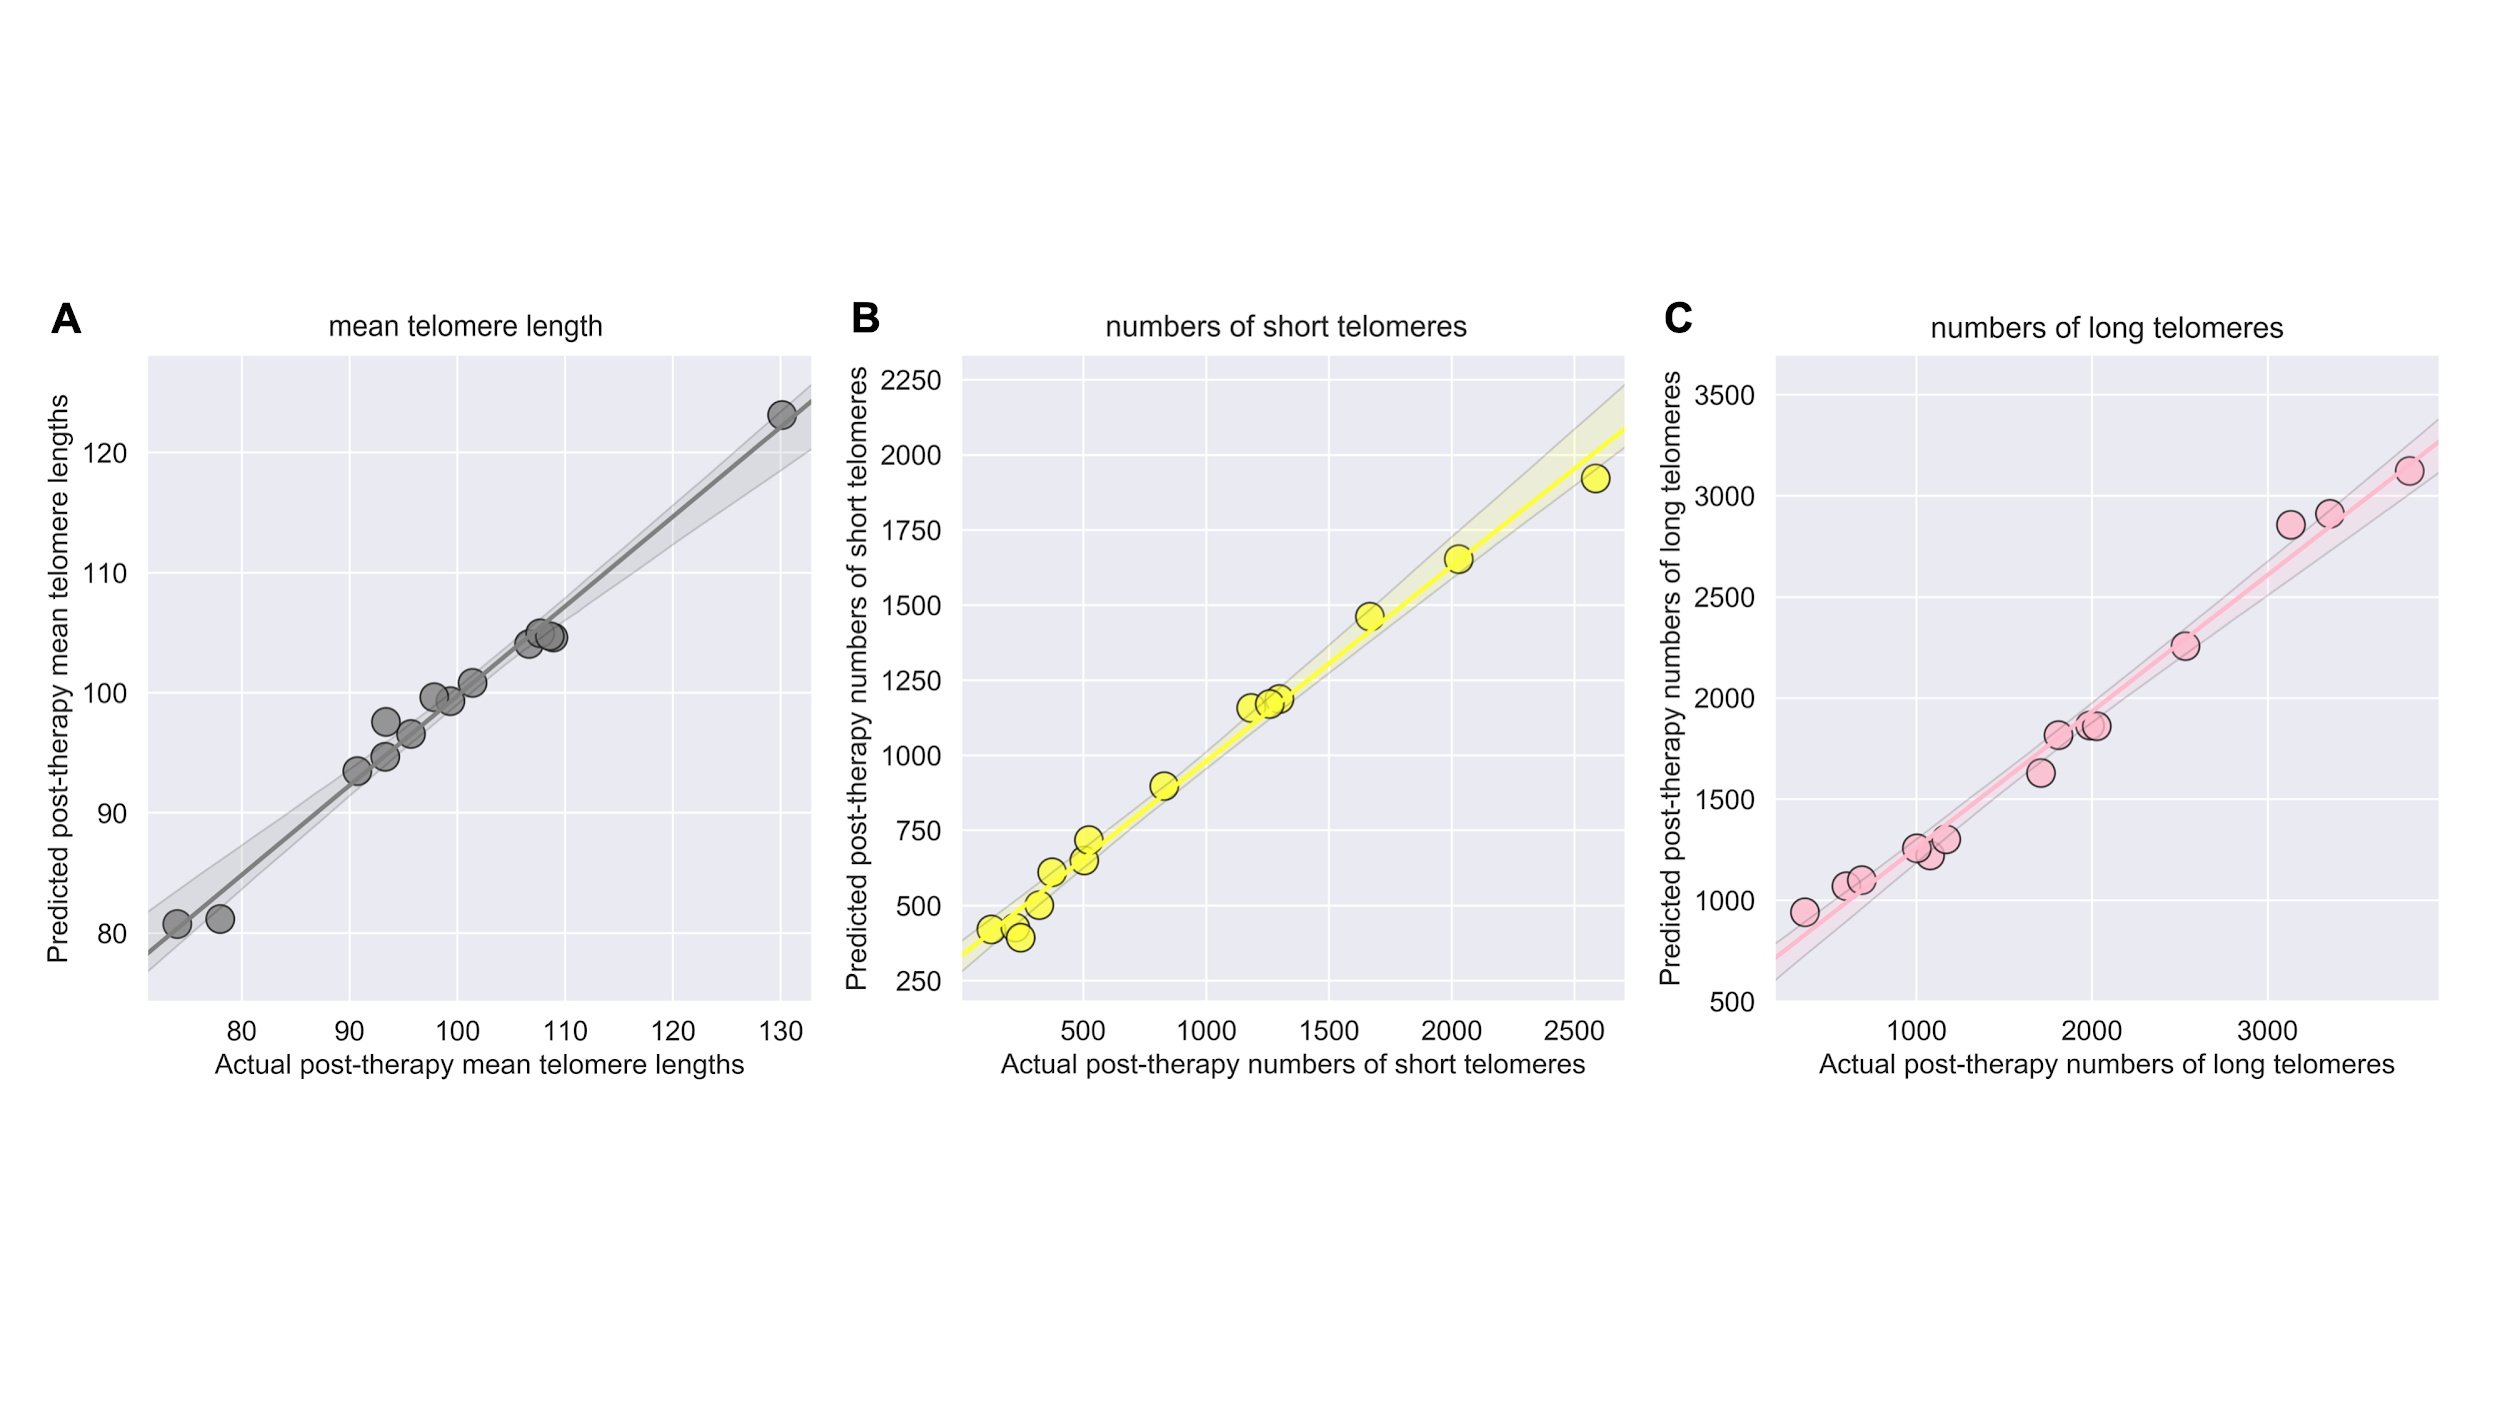 A
mean telomere length
Predicted post-therapy mean telomere lengths
120
110
100
90
80
80 90 100 110 120 130
Actual post-therapy mean telomere lengths
B
numbers of short telomeres
Predicted post-therapy numbers of short telomeres
2250
2000
1750
1500
1250
1000
750
500
250
500 1000 1500 2000 2500
Actual post-therapy numbers of short telomeres
C
numbers of long telomeres
Predicted post-therapy numbers of long telomeres
3500
3000
2500
2000
1500
1000
500
1000 2000 3000
Actual post-therapy numbers of long telomeres